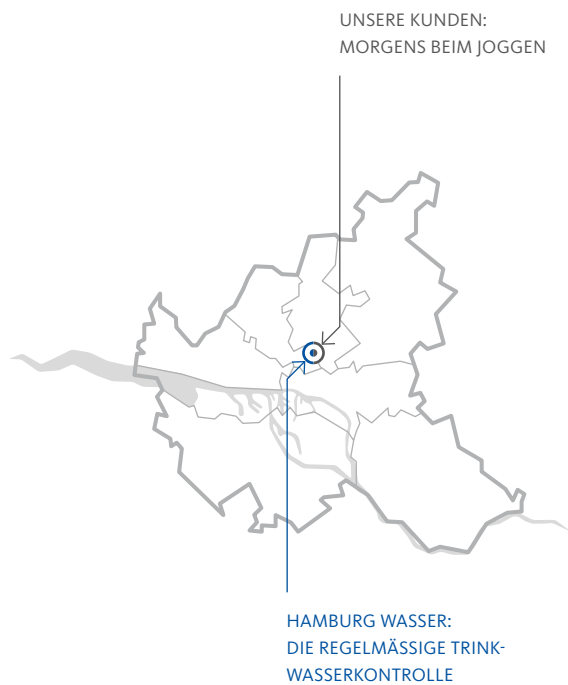 UNSERE KUNDEN:
MORGENS BEIM JOGGEN
HAMBURG WASSER:
DIE REGELMÄSSIGE TRINK-
WASSERKONTROLLE